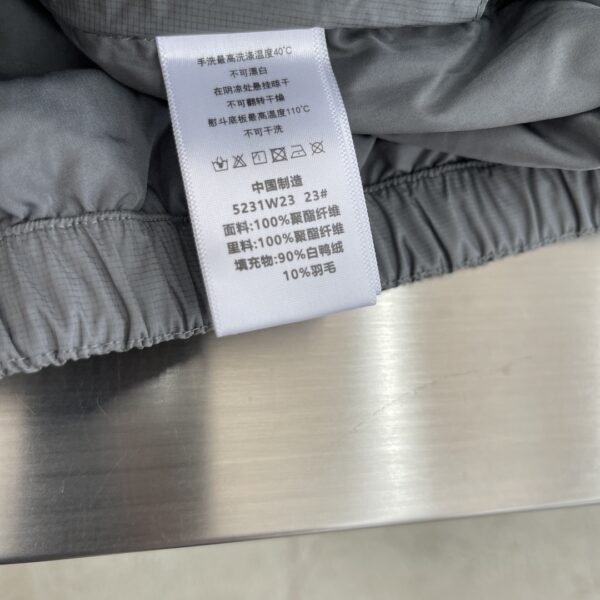 手洗最高洗涤温度40℃
不可漂白
在阴凉处悬挂晾干
不可翻转干燥
熨斗底板最高温度110℃
不可干洗
中国制造
5231W23 23#
面料:100%聚酯纤维
里料:100%聚酯纤维
填充物:90%白鸭绒
10%羽毛